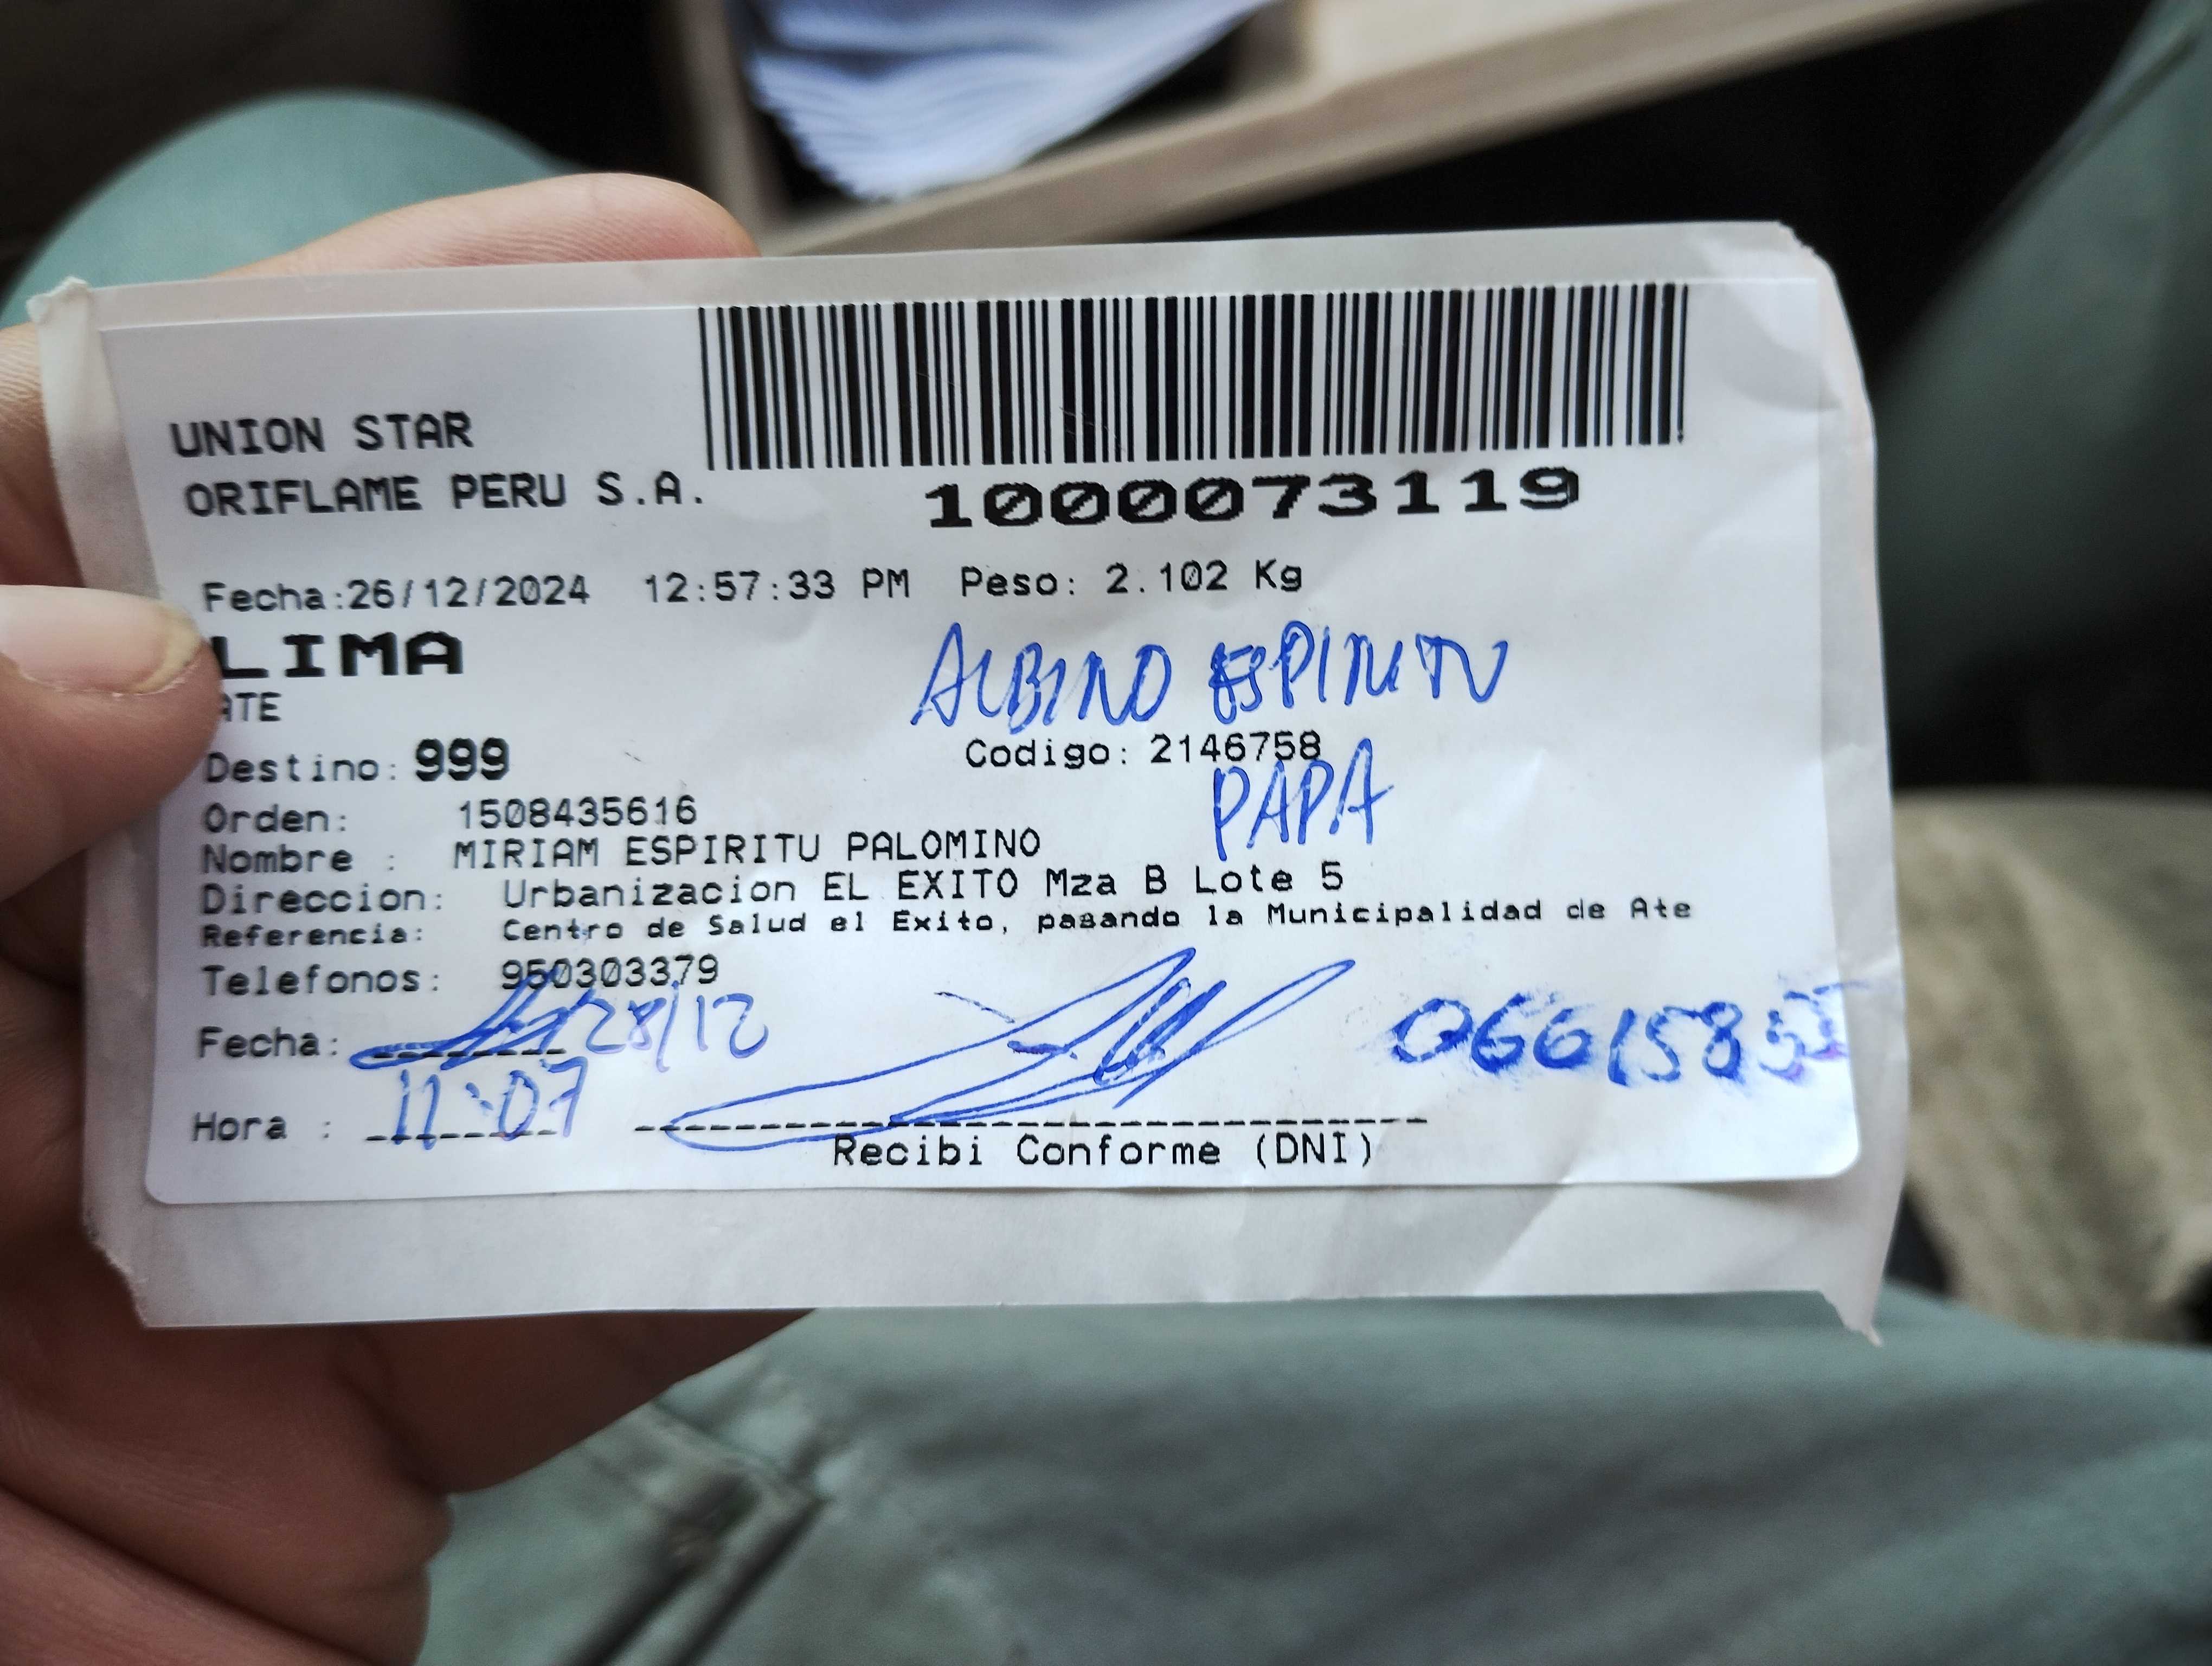 UNION STAR
ORIFLAME PERU S.A.
1000073119
Fecha:26/12/2024 12:57:33 PM Peso: 2.102 Kg
LIMA
ATE
ALBINO ESPIRITU
Destino: 999
Codigo: 2146758
PAPA
Orden: 1508435616
Nombre : MIRIAM ESPIRITU PALOMINO
Direccion: Urbanizacion EL EXITO Mza B Lote 5
Referencia: Centro de Salud el Exito, pasando la Municipalidad de Ate
Telefonos: 950303379
Fecha: 28/12
Hora : 11:07
Recibi Conforme (DNI)